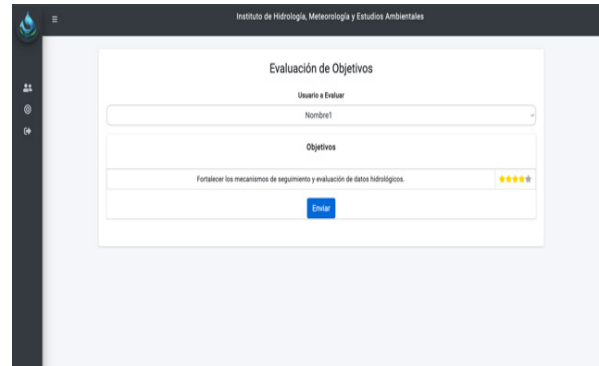 Instituto de Hidrología, Meteorología y Estudios Ambientales
Evaluación de Objetivos
Usuario a Evaluar
Nombre1
Objetivos
Fortalecer los mecanismos de seguimiento y evaluación de datos hidrológicos.
Enviar